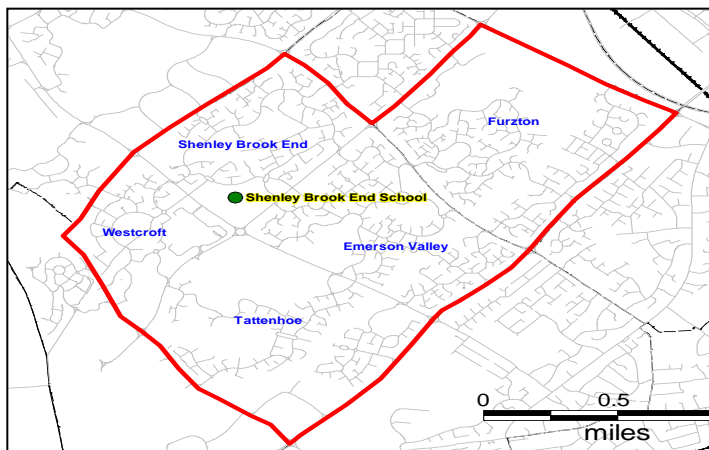 Furzton
Shenley Brook End
Shenley Brook End School
Westcroft
Emerson Valley
Tattenhoe
0 0.5
miles